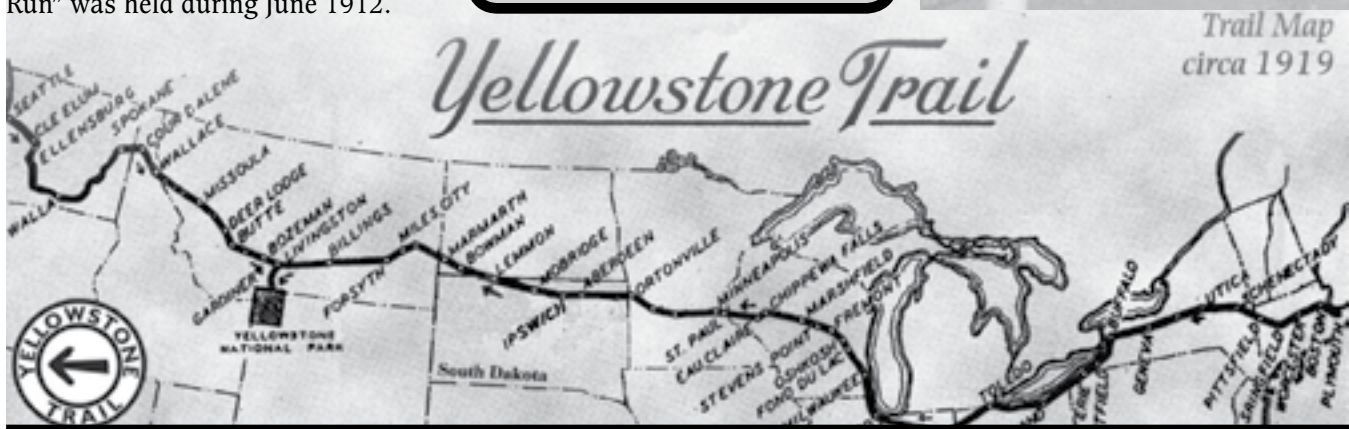 Run" was held during June 1912.
Yellowstone Trail
Trail Map
circa 1919
SEATTLE
CLE ELUM
ELLENSBURG
SPOKANE
COUR D'ALENE
WALLACE
WALLA
MISSOULA
DEER LODGE
BUTTE
BOZEMAN
LIVINGSTON
BILLINGS
GARDINER
FORSYTH
MILES CITY
MARMARTH
BOWMAN
LEMMON
MOBRIDGE
ABERDEEN
IPSWICH
ORTONVILLE
MINNEAPOLIS
ST. PAUL
CHIPPEWA FALLS
EAU CLAIRE
MARSHFIELD
STEVENS POINT
FREMONT
OSHKOSH
FOND DU LAC
MILWAUKEE
TOLEDO
BUFFALO
GENEVA
UTICA
SCHENECTADY
PITTSFIELD
SPRINGFIELD
WORCESTER
BOSTON
PLYMOUTH
YELLOWSTONE
NATIONAL PARK
South Dakota
YELLOWSTONE
TRAIL